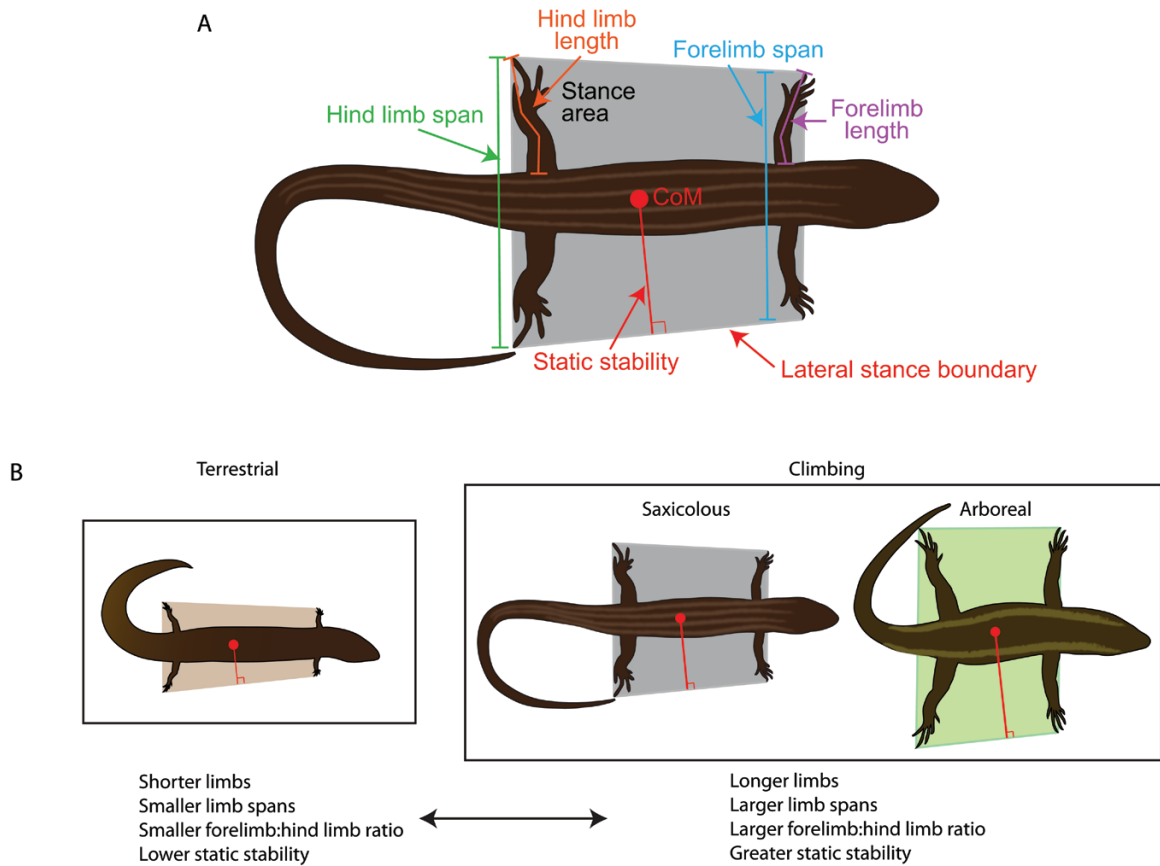 A
Hind limb
length
Forelimb span
Stance
area
Hind limb span
Forelimb
length
CoM
Static
stability
Lateral stance boundary
B
Terrestrial
Climbing
Saxicolous
Arboreal
Shorter limbs
Smaller limb spans
Smaller forelimb:hind limb ratio
Lower static stability
Longer limbs
Larger limb spans
Larger forelimb:hind limb ratio
Greater static stability